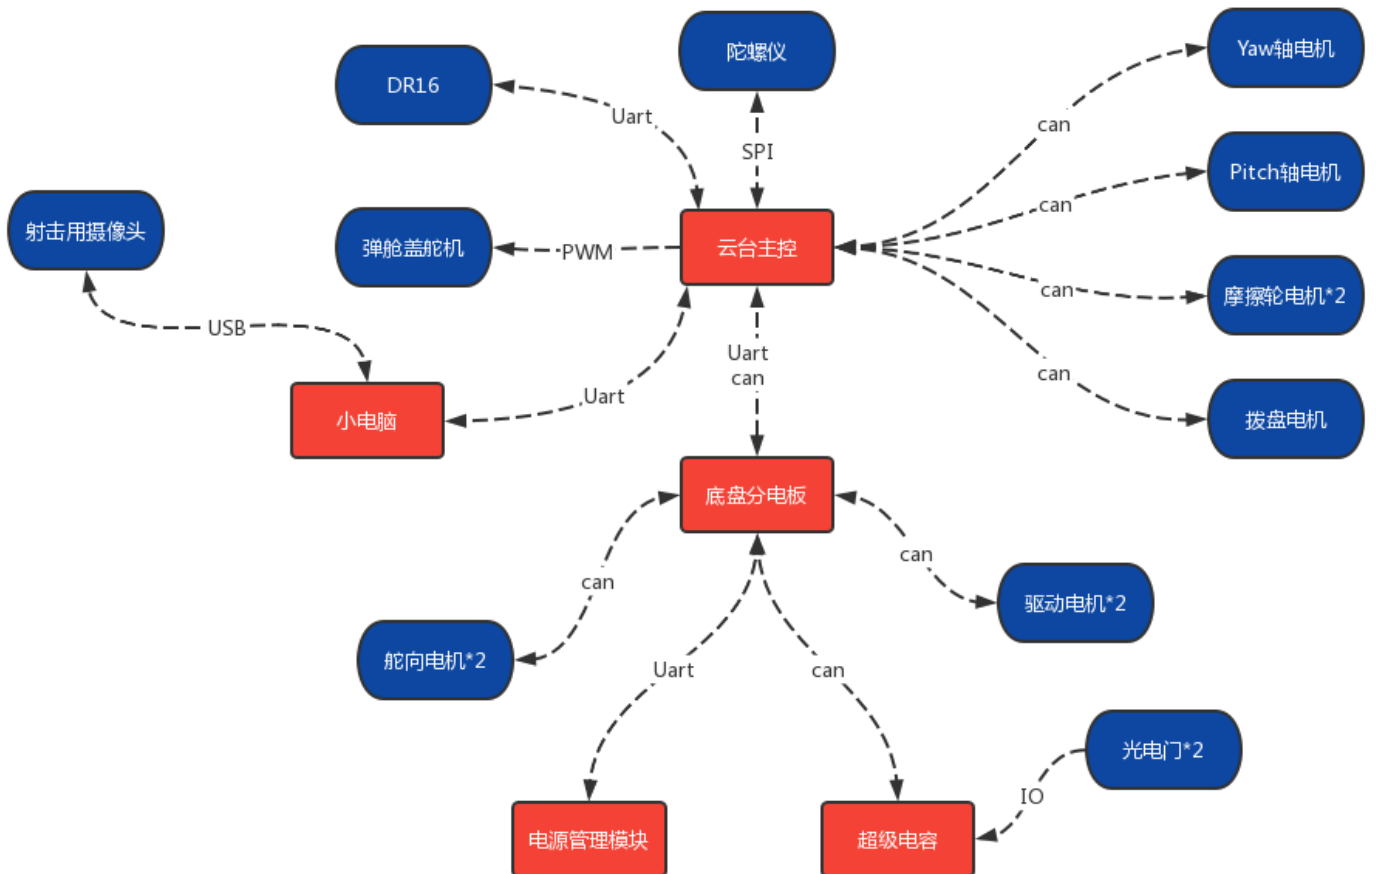 陀螺仪
Yaw轴电机
DR16
Uart
can
SPI
Pitch轴电机
can
射击用摄像头
弹舱盖舵机
PWM
云台主控
can
摩擦轮电机*2
USB
Uart
can
can
小电脑
Uart
拨盘电机
底盘分电板
can
can
驱动电机*2
舵向电机*2
Uart
can
光电门*2
IO
电源管理模块
超级电容